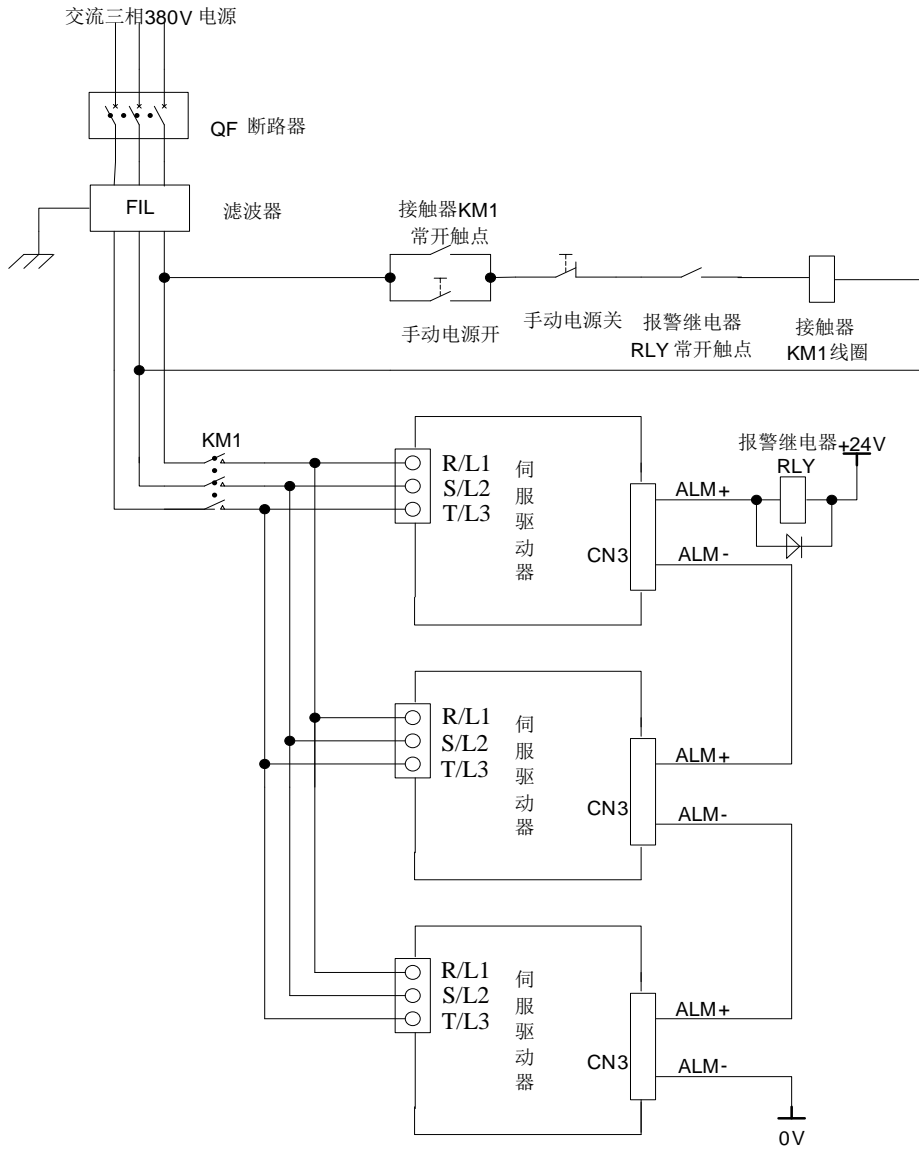 交流三相380V 电源
QF 断路器
FIL
滤波器
接触器KM1
常开触点
手动电源开
手动电源关
报警继电器
RLY 常开触点
接触器
KM1线圈
KM1
R/L1
S/L2
T/L3
伺服驱动器
CN3
ALM+
ALM-
报警继电器
RLY
+24V
R/L1
S/L2
T/L3
伺服驱动器
CN3
ALM+
ALM-
R/L1
S/L2
T/L3
伺服驱动器
CN3
ALM+
ALM-
0V